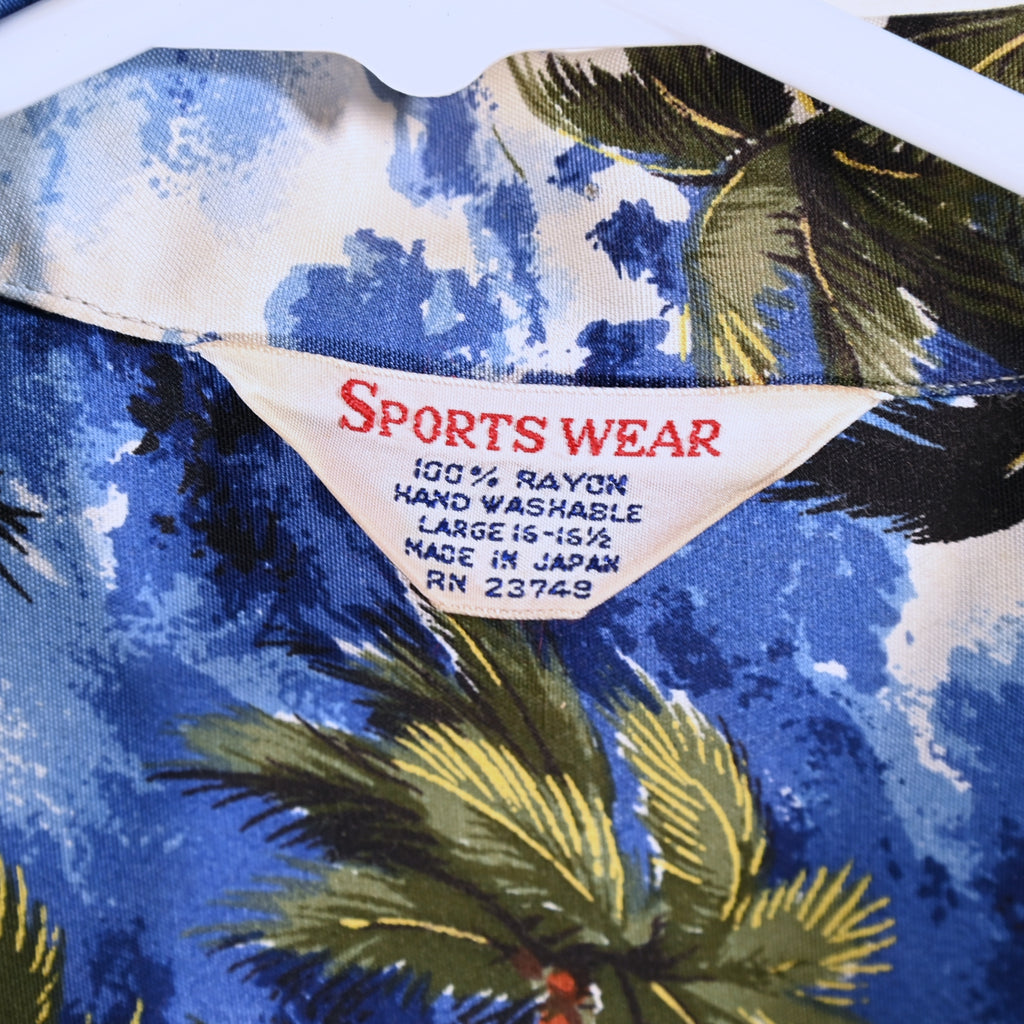 SPORTS WEAR
100% RAYON
HAND WASHABLE
LARGE 16-16½
MADE IN JAPAN
RN 23749